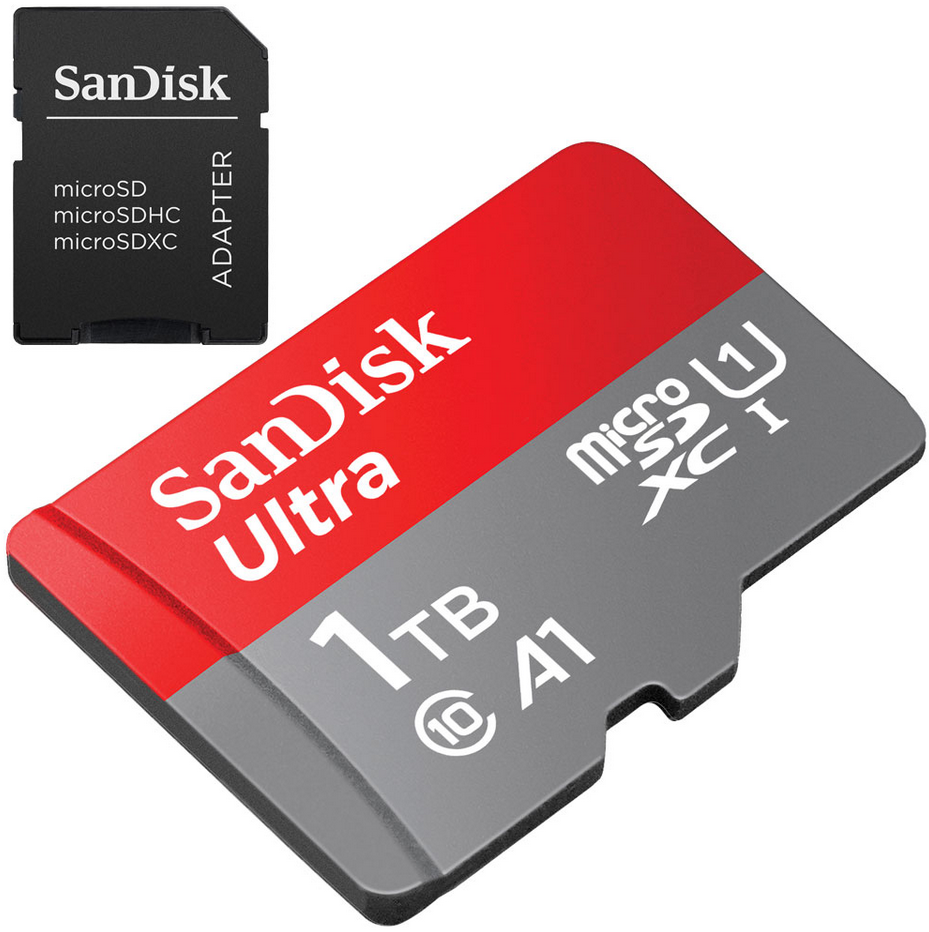 SanDisk
microSD
microSDHC
microSDXC
ADAPTER
SanDisk
Ultra
micro
SD
XC
1
I
1TB
10 A1